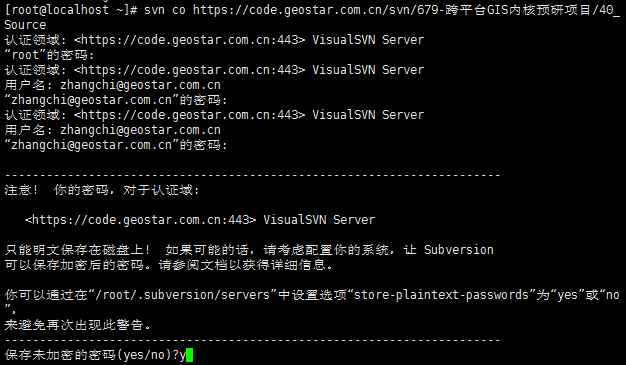 [root@localhost ~]# svn co https://code.geostar.com.cn/svn/679-跨平台GIS内核预研项目/40_
Source
认证领域: <https://code.geostar.com.cn:443> VisualSVN Server
“root”的密码:
认证领域: <https://code.geostar.com.cn:443> VisualSVN Server
用户名: zhangchi@geostar.com.cn
“zhangchi@geostar.com.cn”的密码:
认证领域: <https://code.geostar.com.cn:443> VisualSVN Server
用户名: zhangchi@geostar.com.cn
“zhangchi@geostar.com.cn”的密码:
-----------------------------------------------------------------------
注意! 你的密码, 对于认证域:
<https://code.geostar.com.cn:443> VisualSVN Server
只能明文保存在磁盘上! 如果可能的话, 请考虑配置你的系统, 让 Subversion
可以保存加密后的密码。请参阅文档以获得详细信息。
你可以通过在“/root/.subversion/servers”中设置选项“store-plaintext-passwords”为“yes”或“no
”,
来避免再次出现此警告。
-----------------------------------------------------------------------
保存未加密的密码(yes/no)?y